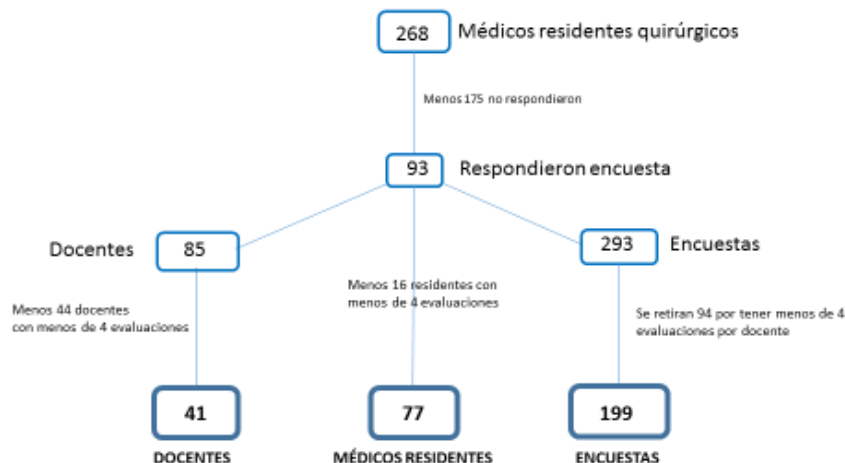 268 Médicos residentes quirúrgicos
Menos 175 no respondieron
93 Respondieron encuesta
Docentes 85
293 Encuestas
Menos 44 docentes
con menos de 4 evaluaciones
Menos 16 residentes con
menos de 4 evaluaciones
Se retiran 94 por tener menos de 4
evaluaciones por docente
41
DOCENTES
77
MÉDICOS RESIDENTES
199
ENCUESTAS